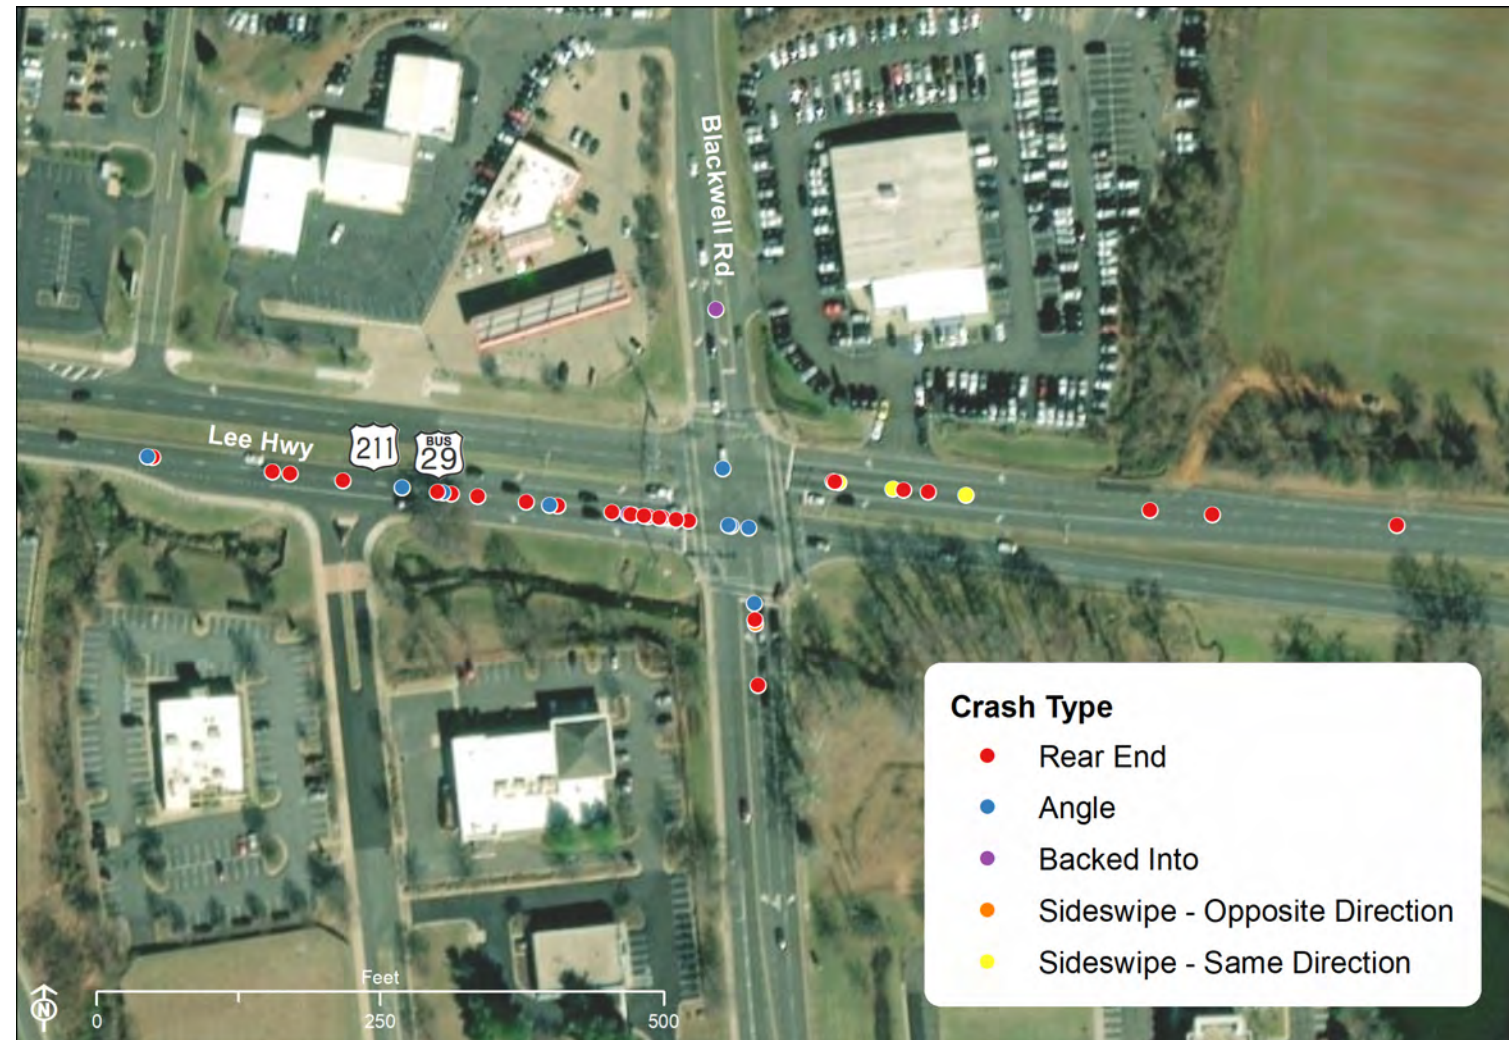 Blackwell Rd
Lee Hwy
211
BUS
29
Crash Type
Rear End
Angle
Backed Into
Sideswipe - Opposite Direction
Sideswipe - Same Direction
Feet
N
0
250
500